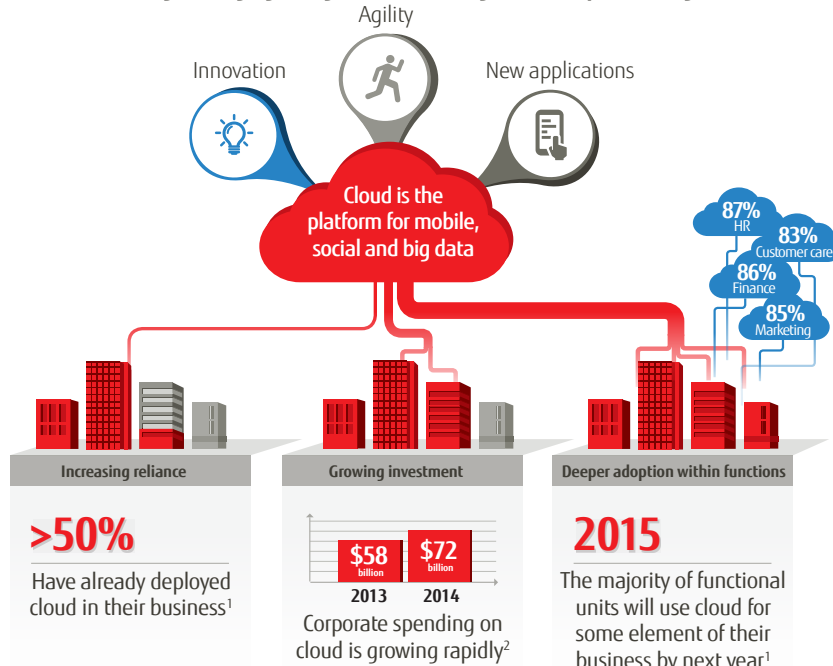 Agility
Innovation
New applications
Cloud is the
platform for mobile,
social and big data
87%
HR
83%
Customer care
86%
Finance
85%
Marketing
Increasing reliance
>50%
Have already deployed
cloud in their business¹
Growing investment
$58
billion
$72
billion
2013 2014
Corporate spending on
cloud is growing rapidly²
Deeper adoption within functions
2015
The majority of functional
units will use cloud for
some element of their
business by next year¹